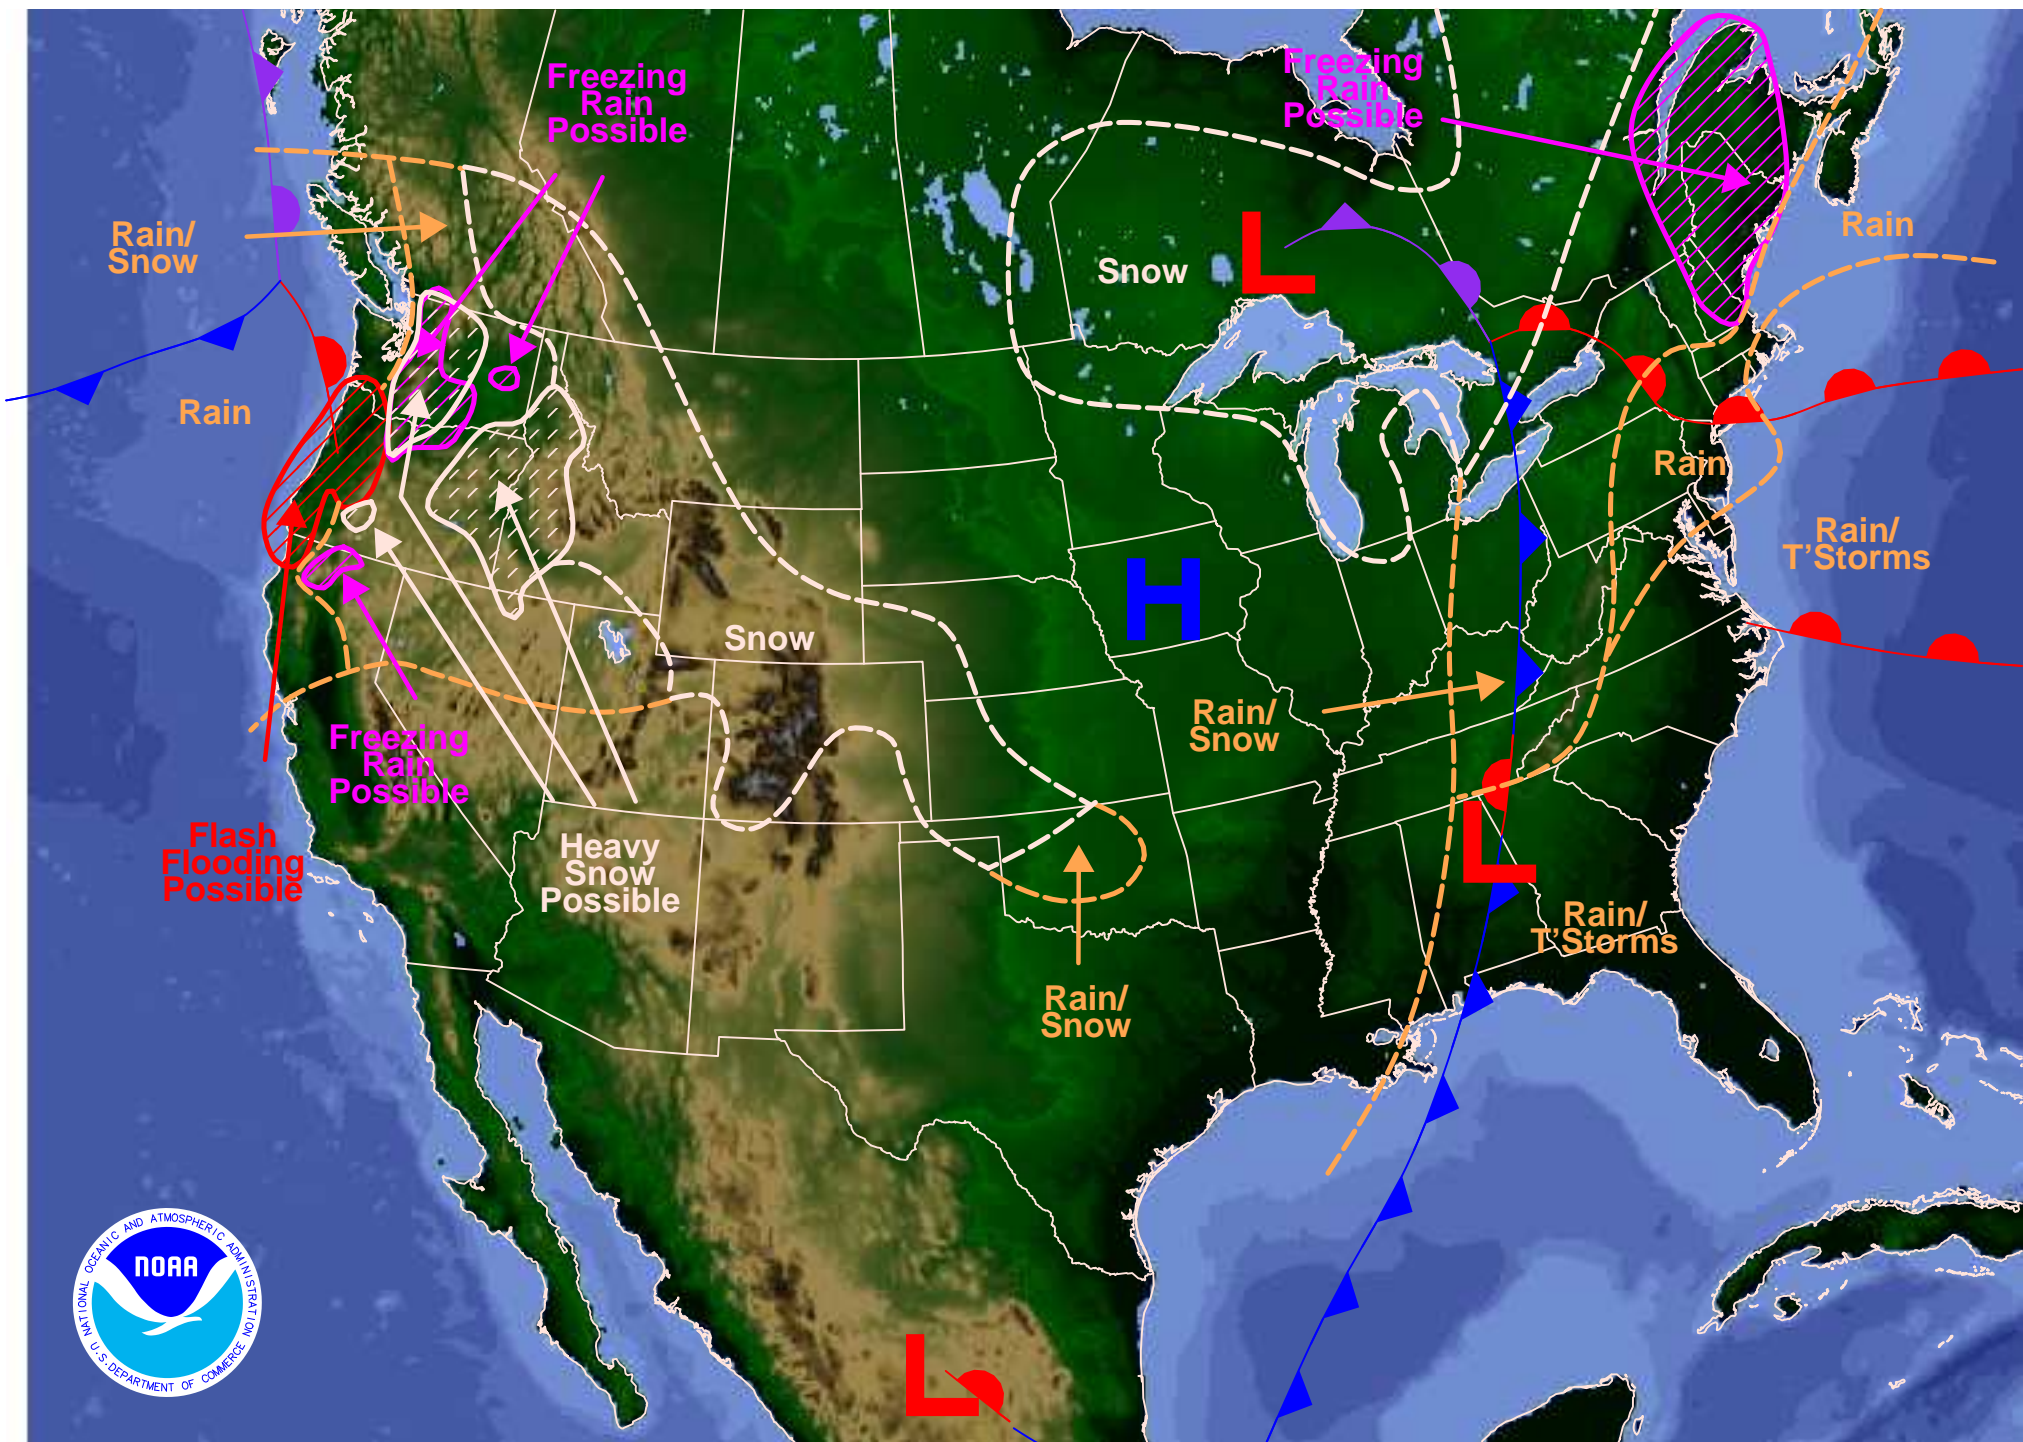 Freezing
Rain
Possible
Freezing
Rain
Possible
Rain/
Snow
Rain
Snow
L
Rain
Rain
Rain/
T'Storms
H
Snow
Rain/
Snow
Freezing
Rain
Possible
Flash
Flooding
Possible
Heavy
Snow
Possible
L
Rain/
T'Storms
Rain/
Snow
NATIONAL OCEANIC AND ATMOSPHERIC ADMINISTRATION
NOAA
U.S. DEPARTMENT OF COMMERCE
L